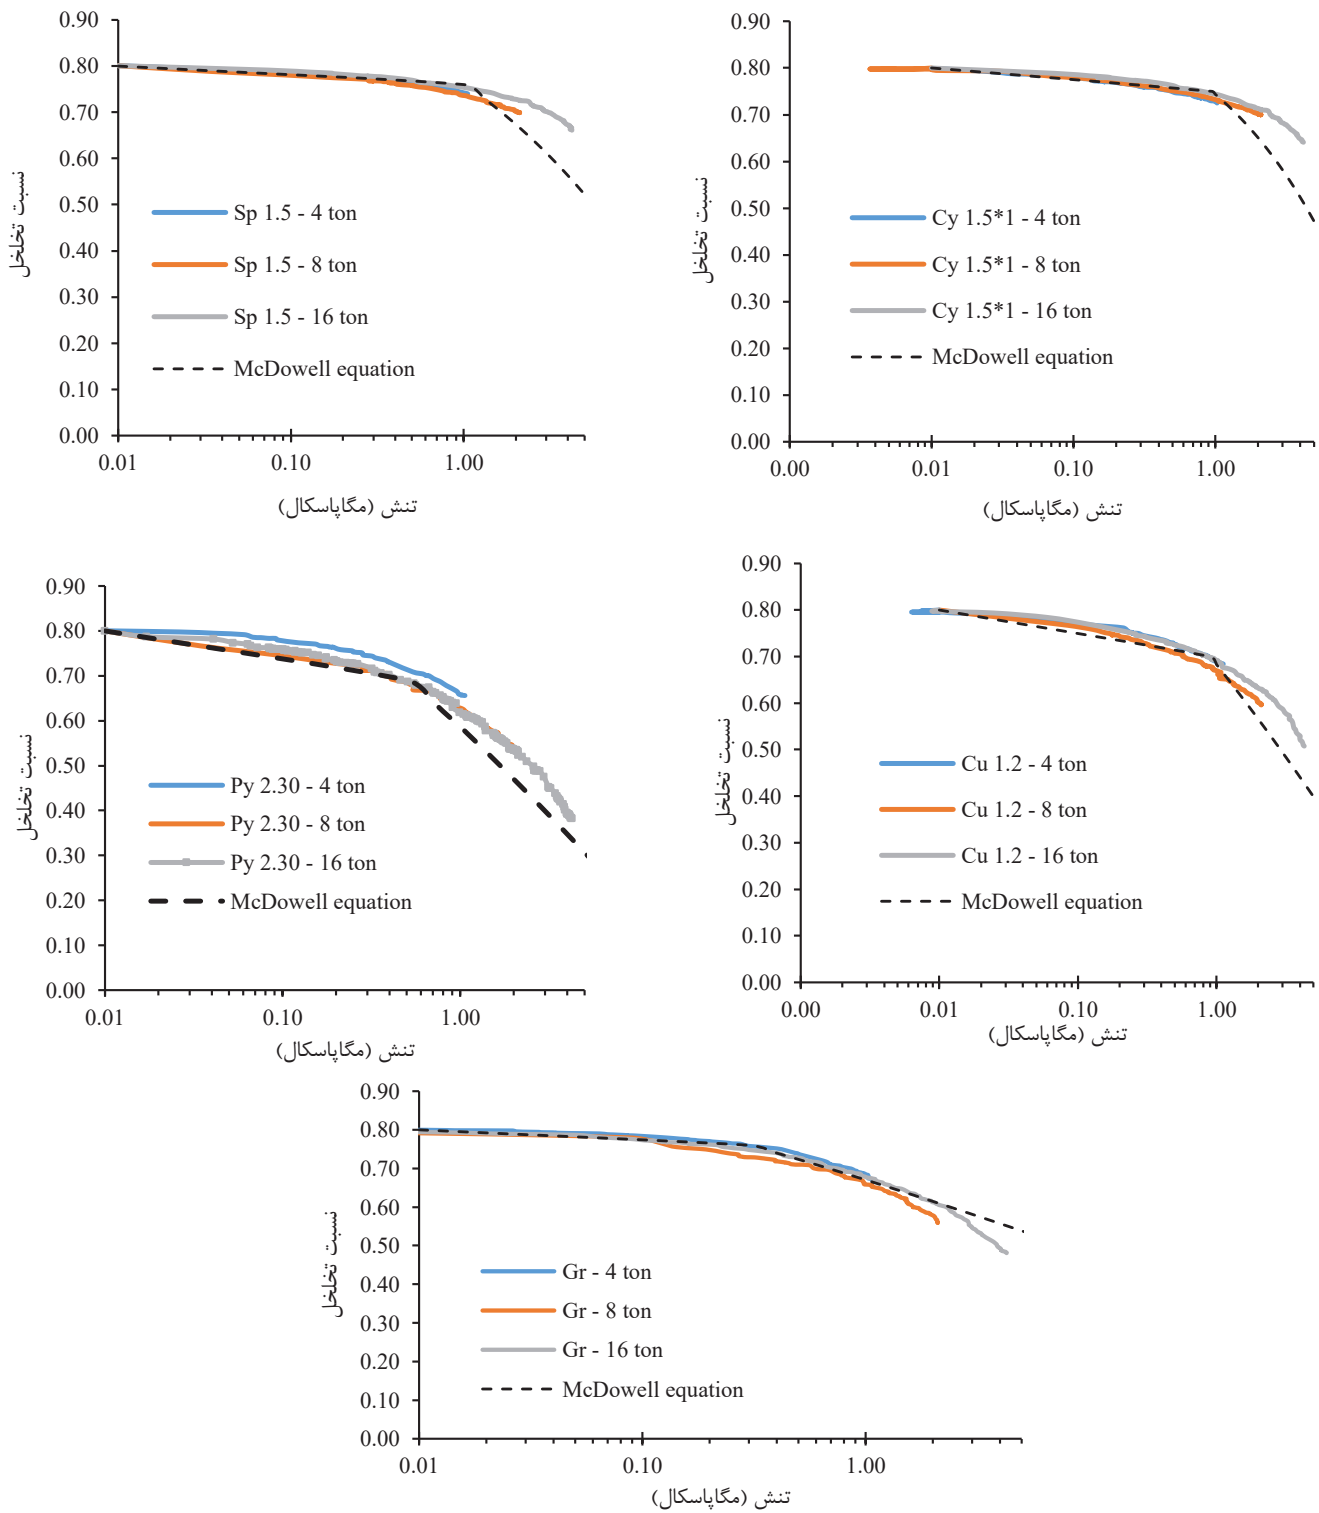 0.90
0.80
0.70
0.60
0.50
0.40
0.30
0.20
0.10
0.00
نسبت تخلخل
Sp 1.5 - 4 ton
Sp 1.5 - 8 ton
Sp 1.5 - 16 ton
McDowell equation
0.01 0.10 1.00
تنش (مگاپاسکال)
0.90
0.80
0.70
0.60
0.50
0.40
0.30
0.20
0.10
0.00
نسبت تخلخل
Cy 1.5*1 - 4 ton
Cy 1.5*1 - 8 ton
Cy 1.5*1 - 16 ton
McDowell equation
0.00 0.01 0.10 1.00
تنش (مگاپاسکال)
0.90
0.80
0.70
0.60
0.50
0.40
0.30
0.20
0.10
0.00
نسبت تخلخل
Py 2.30 - 4 ton
Py 2.30 - 8 ton
Py 2.30 - 16 ton
McDowell equation
0.01 0.10 1.00
تنش (مگاپاسکال)
0.90
0.80
0.70
0.60
0.50
0.40
0.30
0.20
0.10
0.00
نسبت تخلخل
Cu 1.2 - 4 ton
Cu 1.2 - 8 ton
Cu 1.2 - 16 ton
McDowell equation
0.00 0.01 0.10 1.00
تنش (مگاپاسکال)
0.90
0.80
0.70
0.60
0.50
0.40
0.30
0.20
0.10
0.00
نسبت تخلخل
Gr - 4 ton
Gr - 8 ton
Gr - 16 ton
McDowell equation
0.01 0.10 1.00
تنش (مگاپاسکال)